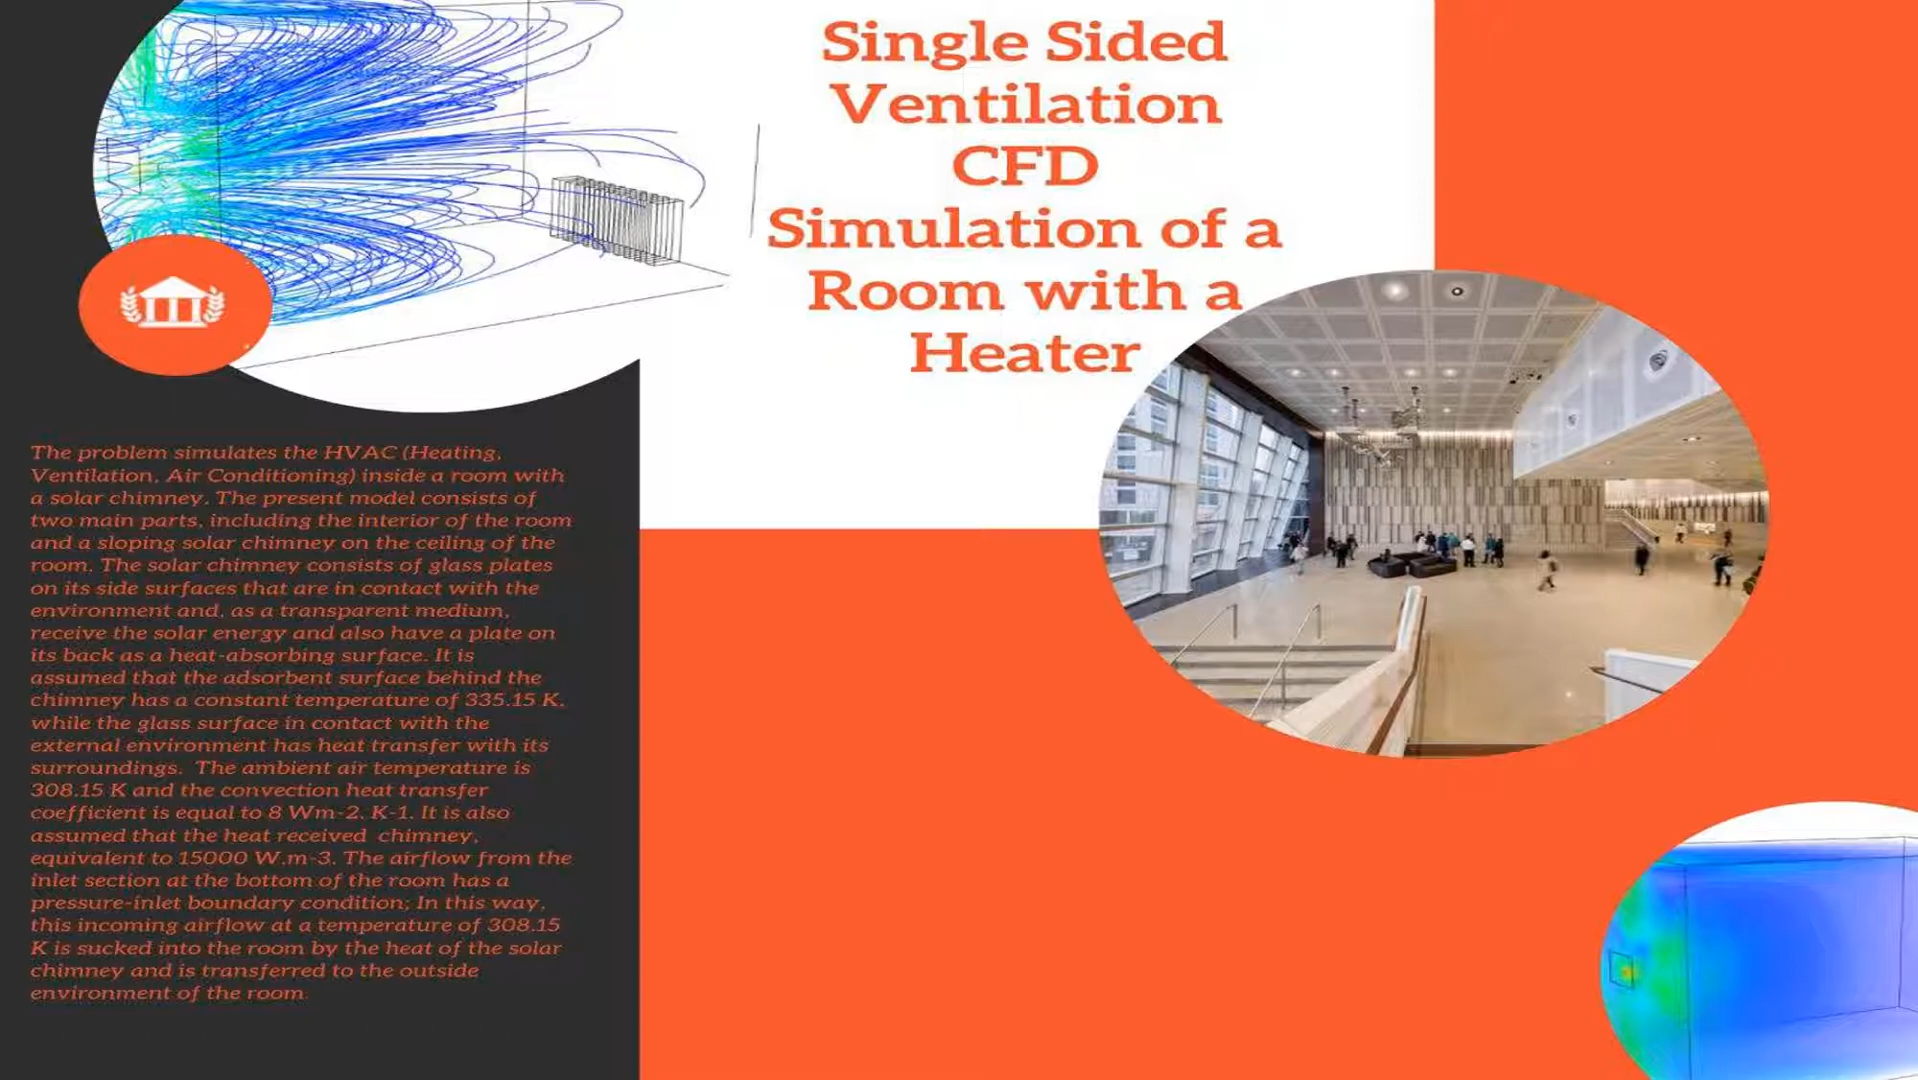 Single Sided
Ventilation
CFD
Simulation of a
Room with a
Heater
The problem simulates the HVAC (Heating,
Ventilation, Air Conditioning) inside a room with
a solar chimney. The present model consists of
two main parts, including the interior of the room
and a sloping solar chimney on the ceiling of the
room. The solar chimney consists of glass plates
on its side surfaces that are in contact with the
environment and, as a transparent medium,
receive the solar energy and also have a plate on
its back as a heat-absorbing surface. It is
assumed that the adsorbent surface behind the
chimney has a constant temperature of 335.15 K,
while the glass surface in contact with the
external environment has heat transfer with its
surroundings.  The ambient air temperature is
308.15 K and the convection heat transfer
coefficient is equal to 8 Wm-2. K-1. It is also
assumed that the heat received  chimney,
equivalent to 15000 W.m-3. The airflow from the
inlet section at the bottom of the room has a
pressure-inlet boundary condition; In this way,
this incoming airflow at a temperature of 308.15
K is sucked into the room by the heat of the solar
chimney and is transferred to the outside
environment of the room.